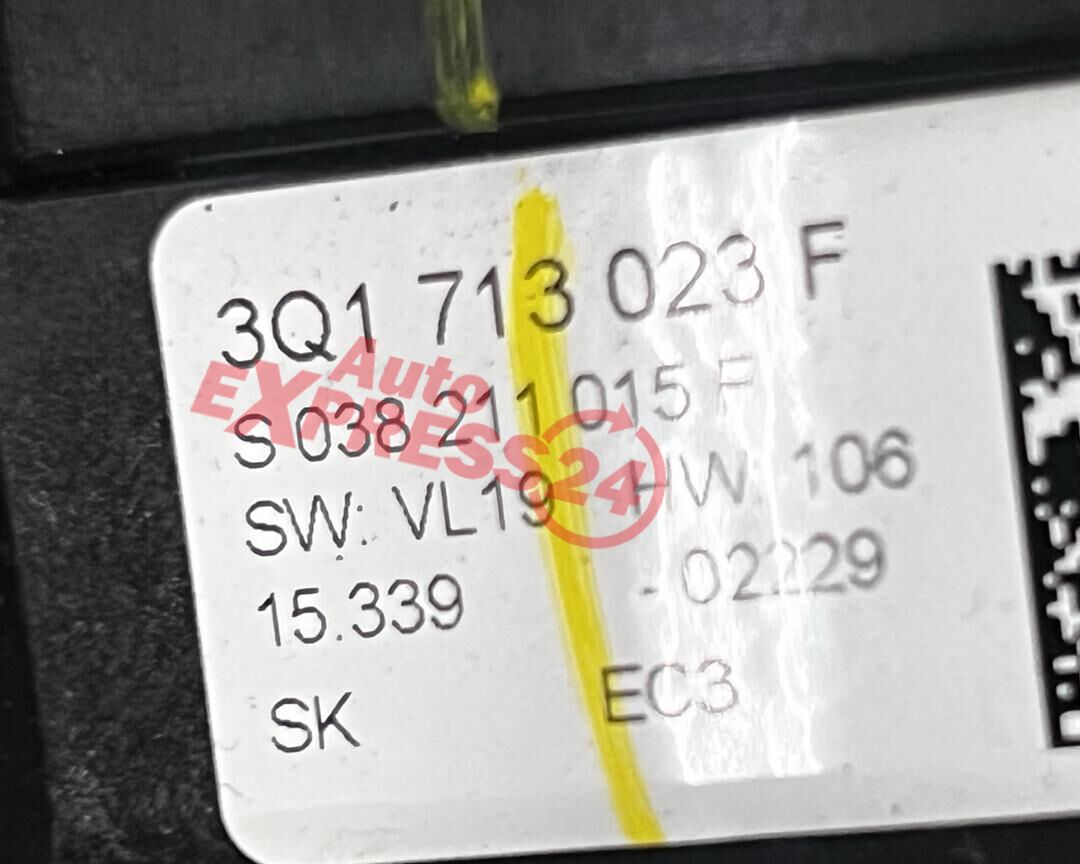 3Q1 713 023 F
S 038 211 015 F
Auto
EXPRESS24
SW: VL19 HW 106
15.339 - 02229
SK EC3